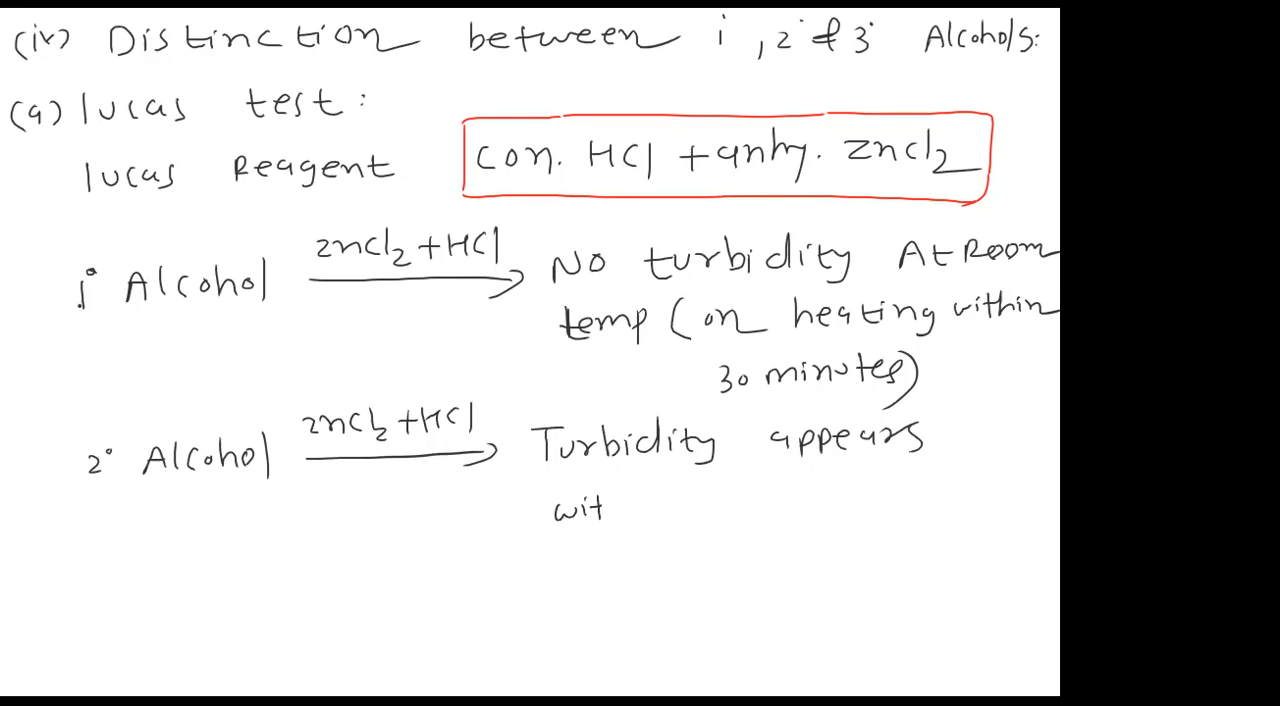 (iv) Distinction between 1°, 2° & 3° Alcohols:
(a) lucas test:
lucas Reagent con. HCl + anhy. ZnCl2
1° Alcohol ZnCl2 + HCl → No turbidity At Room
temp (on heating within
30 minutes)
2° Alcohol ZnCl2 + HCl → Turbidity appears
wit